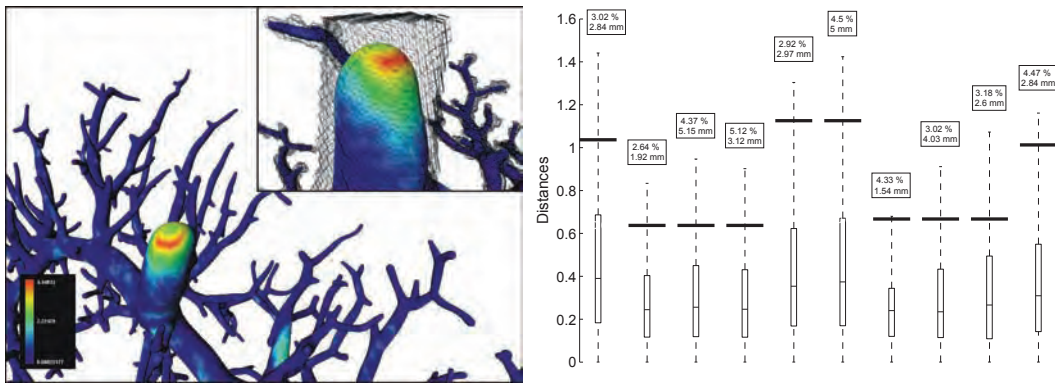 1.6
1.4
1.2
1
0.8
0.6
0.4
0.2
0
Distances
3.02 %
2.84 mm
2.64 %
1.92 mm
4.37 %
5.15 mm
5.12 %
3.12 mm
2.92 %
2.97 mm
4.5 %
5 mm
4.33 %
1.54 mm
3.02 %
4.03 mm
3.18 %
2.6 mm
4.47 %
2.84 mm